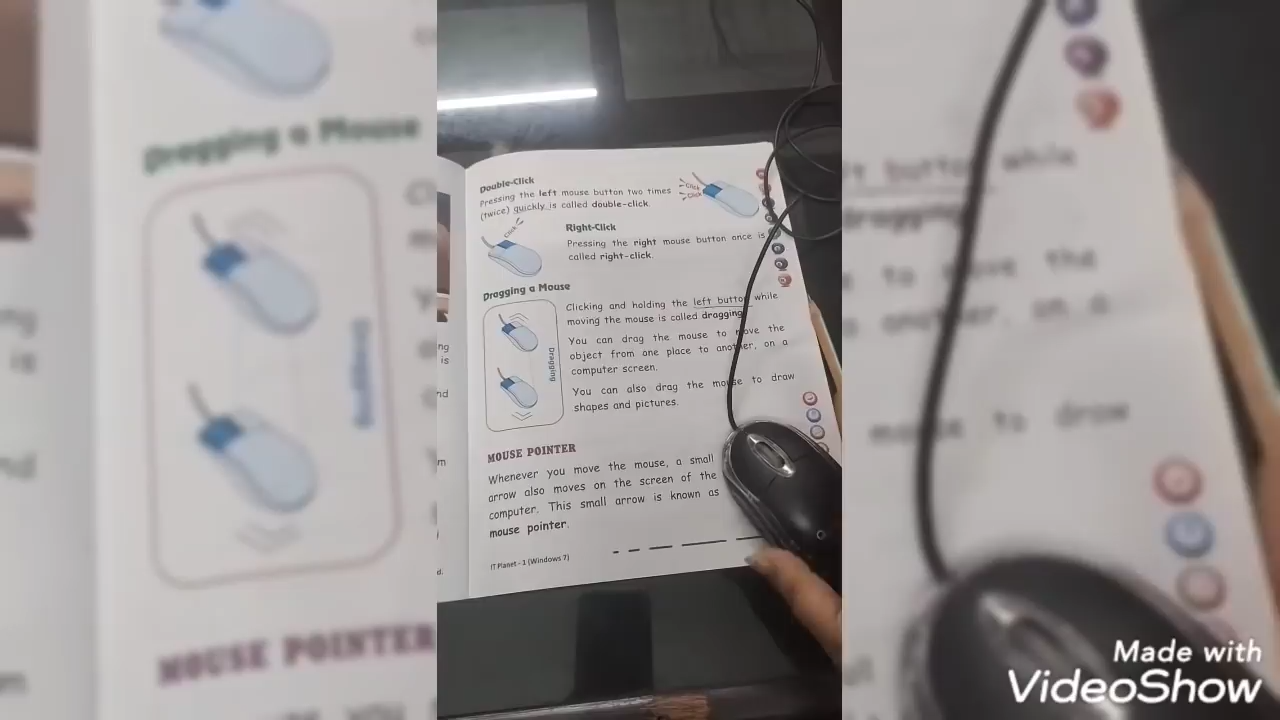 Double-Click
Pressing the left mouse button two times
(twice) quickly is called double-click.
Click
Click
Click
Right-Click
Pressing the right mouse button once is
called right-click.
Dragging a Mouse
Clicking and holding the left button while
moving the mouse is called dragging
You can drag the mouse to move the
object from one place to another, on a
computer screen.
You can also drag the mouse to draw
shapes and pictures.
Dragging
MOUSE POINTER
Whenever you move the mouse, a small
arrow also moves on the screen of the
computer. This small arrow is known as
mouse pointer.
IT Planet - 1 (Windows 7)
Made with
VideoShow